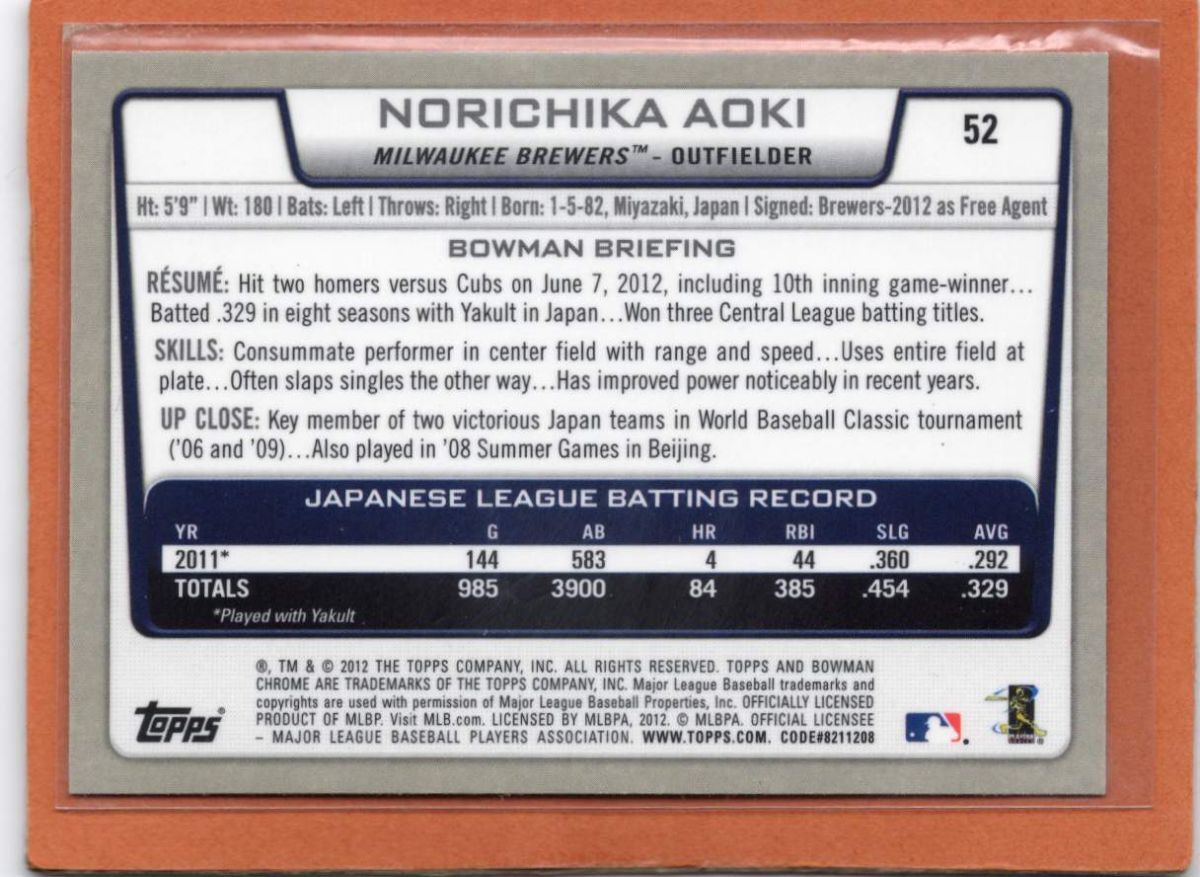 NORICHIKA AOKI
52
MILWAUKEE BREWERS™ - OUTFIELDER
Ht: 5'9" | Wt: 180 | Bats: Left | Throws: Right | Born: 1-5-82, Miyazaki, Japan | Signed: Brewers-2012 as Free Agent
BOWMAN BRIEFING
RÉSUMÉ: Hit two homers versus Cubs on June 7, 2012, including 10th inning game-winner...
Batted .329 in eight seasons with Yakult in Japan...Won three Central League batting titles.
SKILLS: Consummate performer in center field with range and speed...Uses entire field at
plate...Often slaps singles the other way...Has improved power noticeably in recent years.
UP CLOSE: Key member of two victorious Japan teams in World Baseball Classic tournament
('06 and '09)...Also played in '08 Summer Games in Beijing.
JAPANESE LEAGUE BATTING RECORD
YR G AB HR RBI SLG AVG
2011* 144 583 4 44 .360 .292
TOTALS 985 3900 84 385 .454 .329
*Played with Yakult
®, TM & © 2012 THE TOPPS COMPANY, INC. ALL RIGHTS RESERVED. TOPPS AND BOWMAN
CHROME ARE TRADEMARKS OF THE TOPPS COMPANY, INC. Major League Baseball trademarks and
copyrights are used with permission of Major League Baseball Properties, Inc. OFFICIALLY LICENSED
PRODUCT OF MLBP. Visit MLB.com. LICENSED BY MLBPA, 2012. © MLBPA. OFFICIAL LICENSEE
– MAJOR LEAGUE BASEBALL PLAYERS ASSOCIATION. WWW.TOPPS.COM. CODE#8211208
Topps®